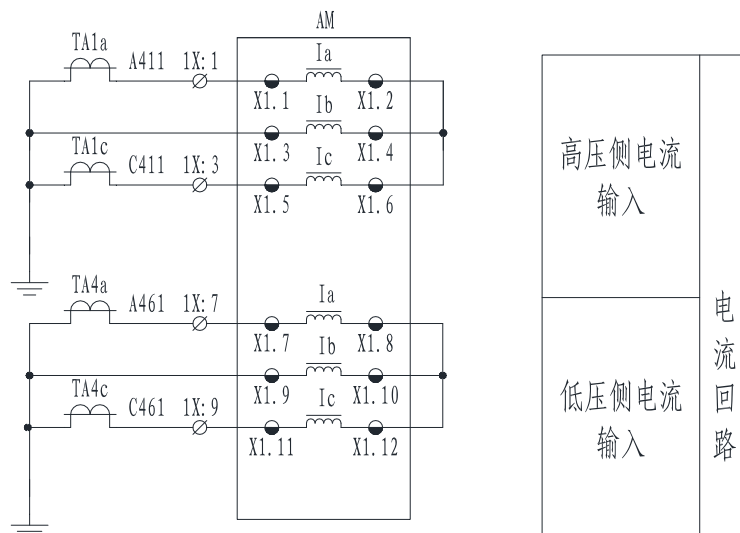 AM
TA1a A411 1X:1 Ia
X1.1 X1.2
Ib
TA1c X1.3 X1.4
C411 1X:3 Ic
X1.5 X1.6
TA4a A461 1X:7 Ia
X1.7 X1.8
Ib
TA4c X1.9 X1.10
C461 1X:9 Ic
X1.11 X1.12
高压侧电流
输入
低压侧电流
输入
电
流
回
路